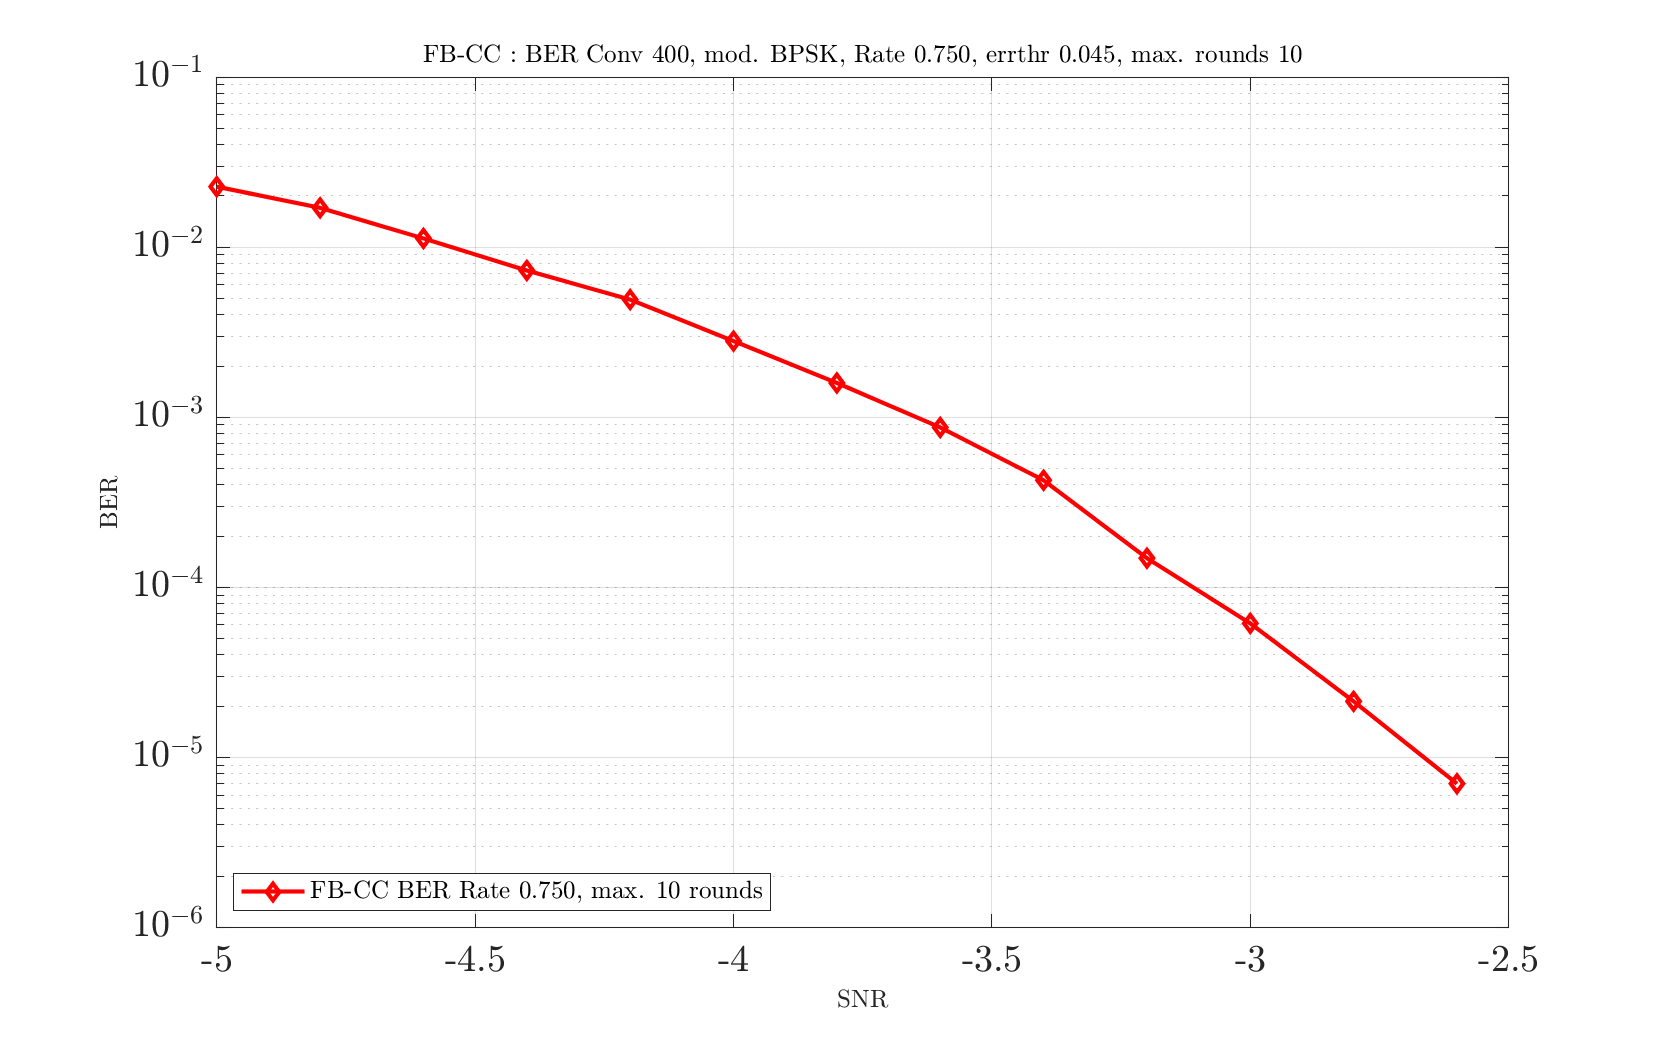 FB-CC : BER Conv 400, mod. BPSK, Rate 0.750, errthr 0.045, max. rounds 10
10⁻¹
10⁻²
10⁻³
10⁻⁴
10⁻⁵
10⁻⁶
BER
FB-CC BER Rate 0.750, max. 10 rounds
-5 -4.5 -4 -3.5 -3 -2.5
SNR